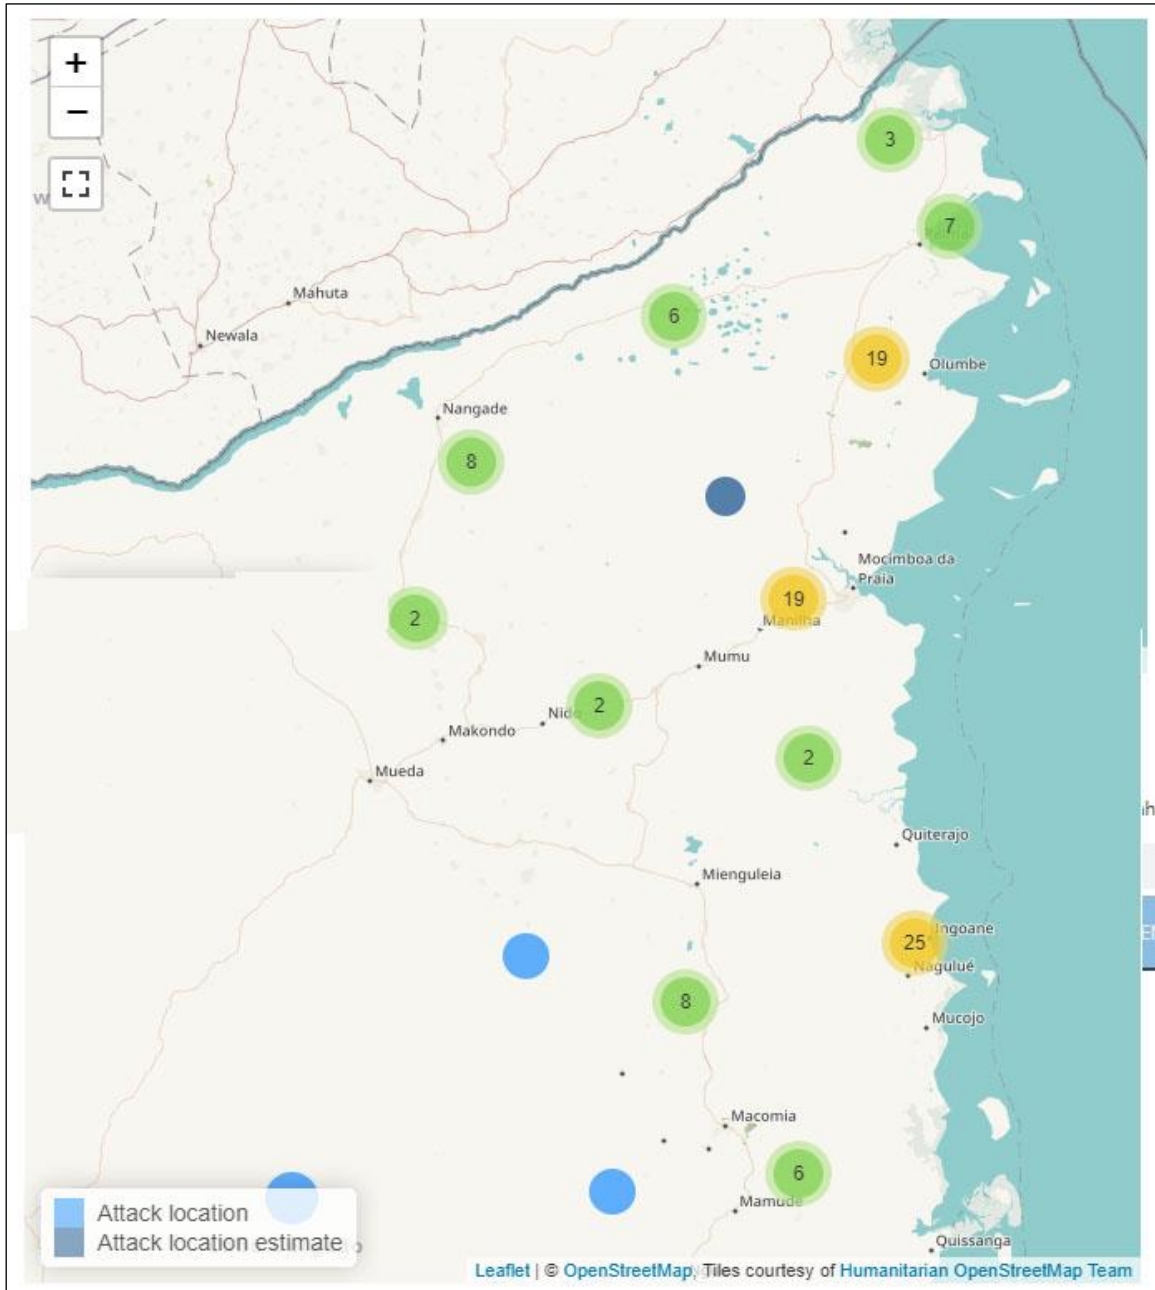 +
−
w
3
7
Mahuta
6
Newala
19
Olumbe
Nangade
8
Mocimboa da
Praia
19
Manilha
2
Mumu
2
Nido
Makondo
2
Mueda
Quiterajo
Mienguleia
25
Ingoane
Nagulué
8
Mucojo
Macomia
6
Mamude
Attack location
Attack location estimate
Quissanga
Leaflet | © OpenStreetMap, Tiles courtesy of Humanitarian OpenStreetMap Team